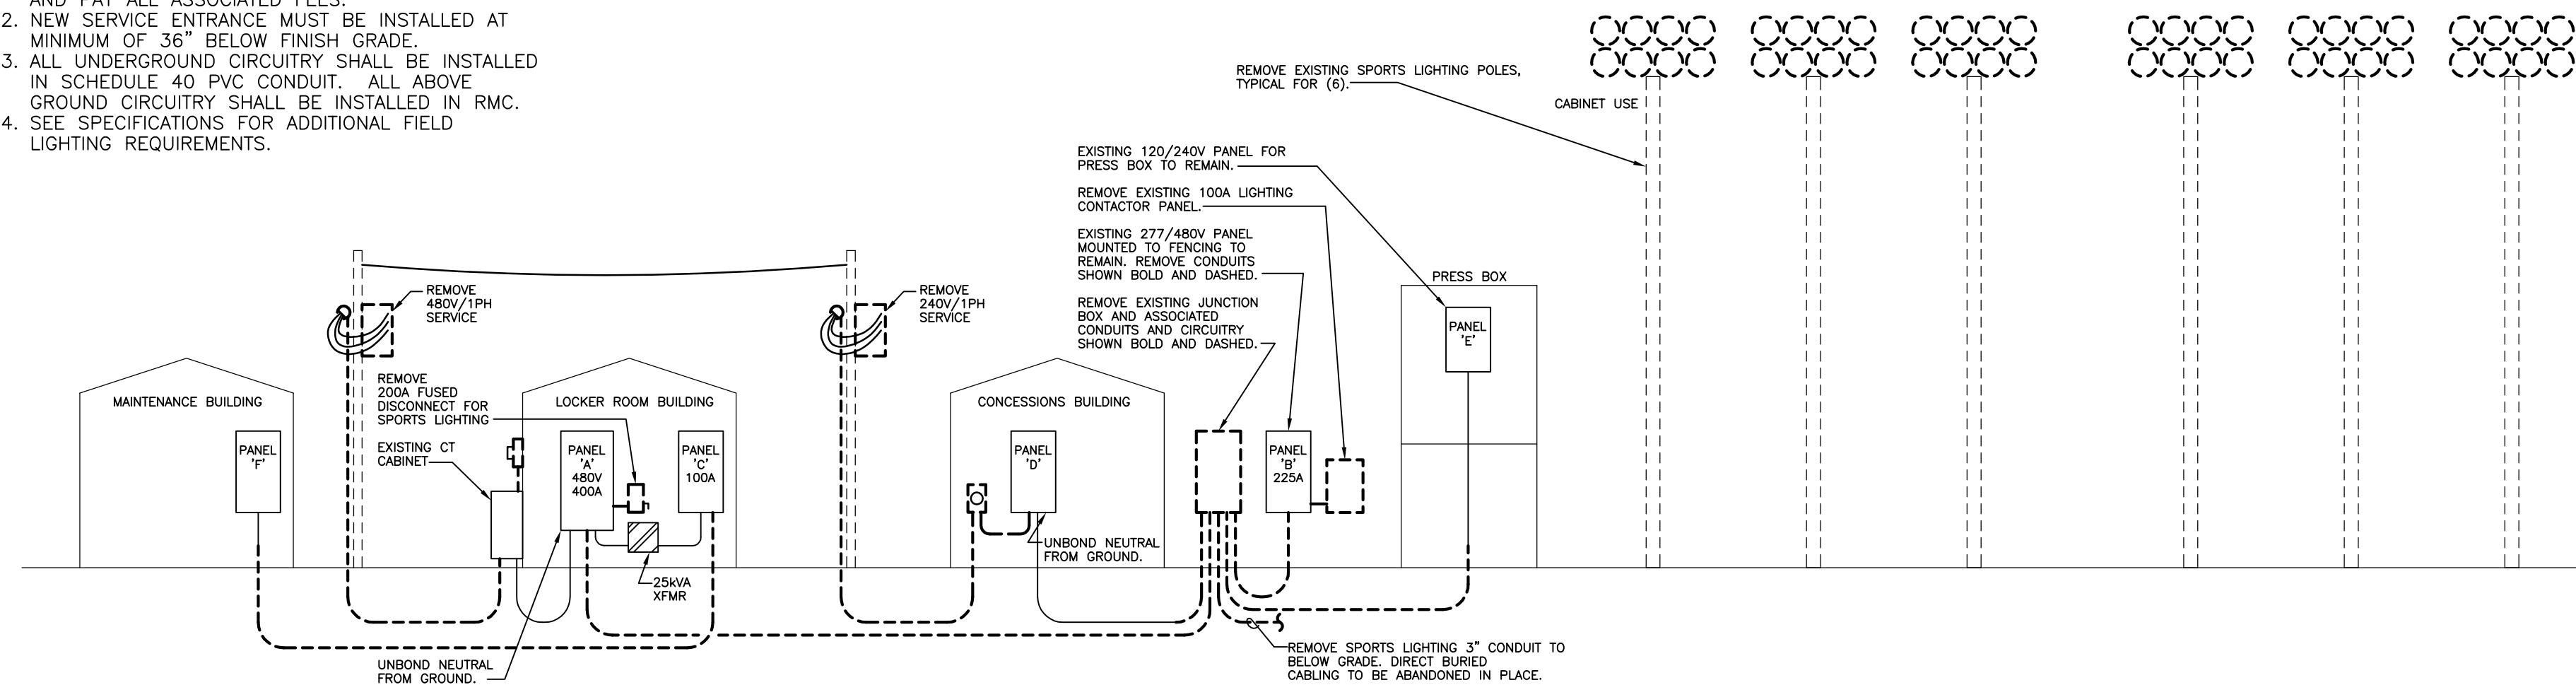 AND PAY ALL ASSOCIATED FEES.
2. NEW SERVICE ENTRANCE MUST BE INSTALLED AT
MINIMUM OF 36" BELOW FINISH GRADE.
3. ALL UNDERGROUND CIRCUITRY SHALL BE INSTALLED
IN SCHEDULE 40 PVC CONDUIT. ALL ABOVE
GROUND CIRCUITRY SHALL BE INSTALLED IN RMC.
4. SEE SPECIFICATIONS FOR ADDITIONAL FIELD
LIGHTING REQUIREMENTS.
REMOVE EXISTING SPORTS LIGHTING POLES,
TYPICAL FOR (6).
CABINET USE
EXISTING 120/240V PANEL FOR
PRESS BOX TO REMAIN.
REMOVE EXISTING 100A LIGHTING
CONTACTOR PANEL.
EXISTING 277/480V PANEL
MOUNTED TO FENCING TO
REMAIN. REMOVE CONDUITS
SHOWN BOLD AND DASHED.
REMOVE EXISTING JUNCTION
BOX AND ASSOCIATED
CONDUITS AND CIRCUITRY
SHOWN BOLD AND DASHED.
PRESS BOX
PANEL
'E'
REMOVE
480V/1PH
SERVICE
REMOVE
240V/1PH
SERVICE
MAINTENANCE BUILDING
PANEL
'F'
REMOVE
200A FUSED
DISCONNECT FOR
SPORTS LIGHTING
EXISTING CT
CABINET
LOCKER ROOM BUILDING
PANEL
'A'
480V
400A
PANEL
'C'
100A
25kVA
XFMR
UNBOND NEUTRAL
FROM GROUND.
CONCESSIONS BUILDING
PANEL
'D'
UNBOND NEUTRAL
FROM GROUND.
PANEL
'B'
225A
REMOVE SPORTS LIGHTING 3" CONDUIT TO
BELOW GRADE. DIRECT BURIED
CABLING TO BE ABANDONED IN PLACE.